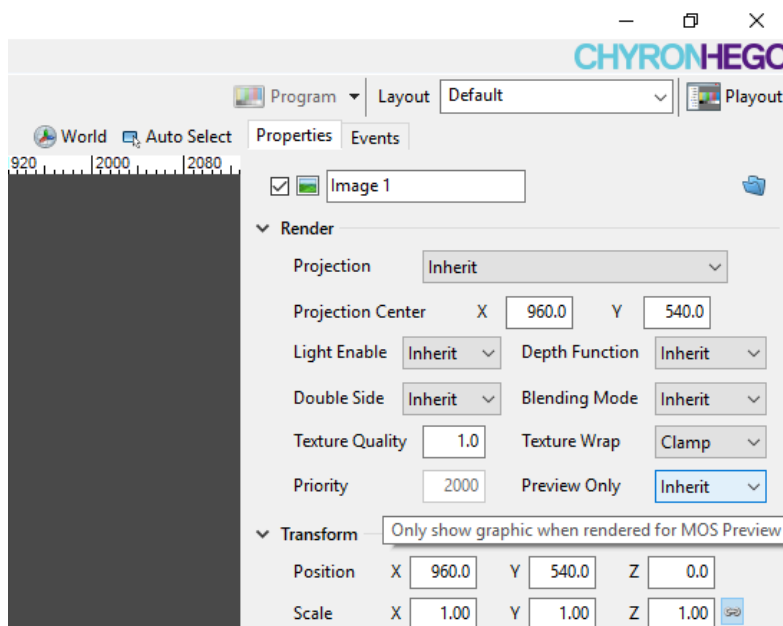 CHYRONHEGO
Program Layout Default Playout
World Auto Select Properties Events
920 2000 2080
Image 1
Render
Projection Inherit
Projection Center X 960.0 Y 540.0
Light Enable Inherit Depth Function Inherit
Double Side Inherit Blending Mode Inherit
Texture Quality 1.0 Texture Wrap Clamp
Priority 2000 Preview Only Inherit
Transform Only show graphic when rendered for MOS Preview
Position X 960.0 Y 540.0 Z 0.0
Scale X 1.00 Y 1.00 Z 1.00